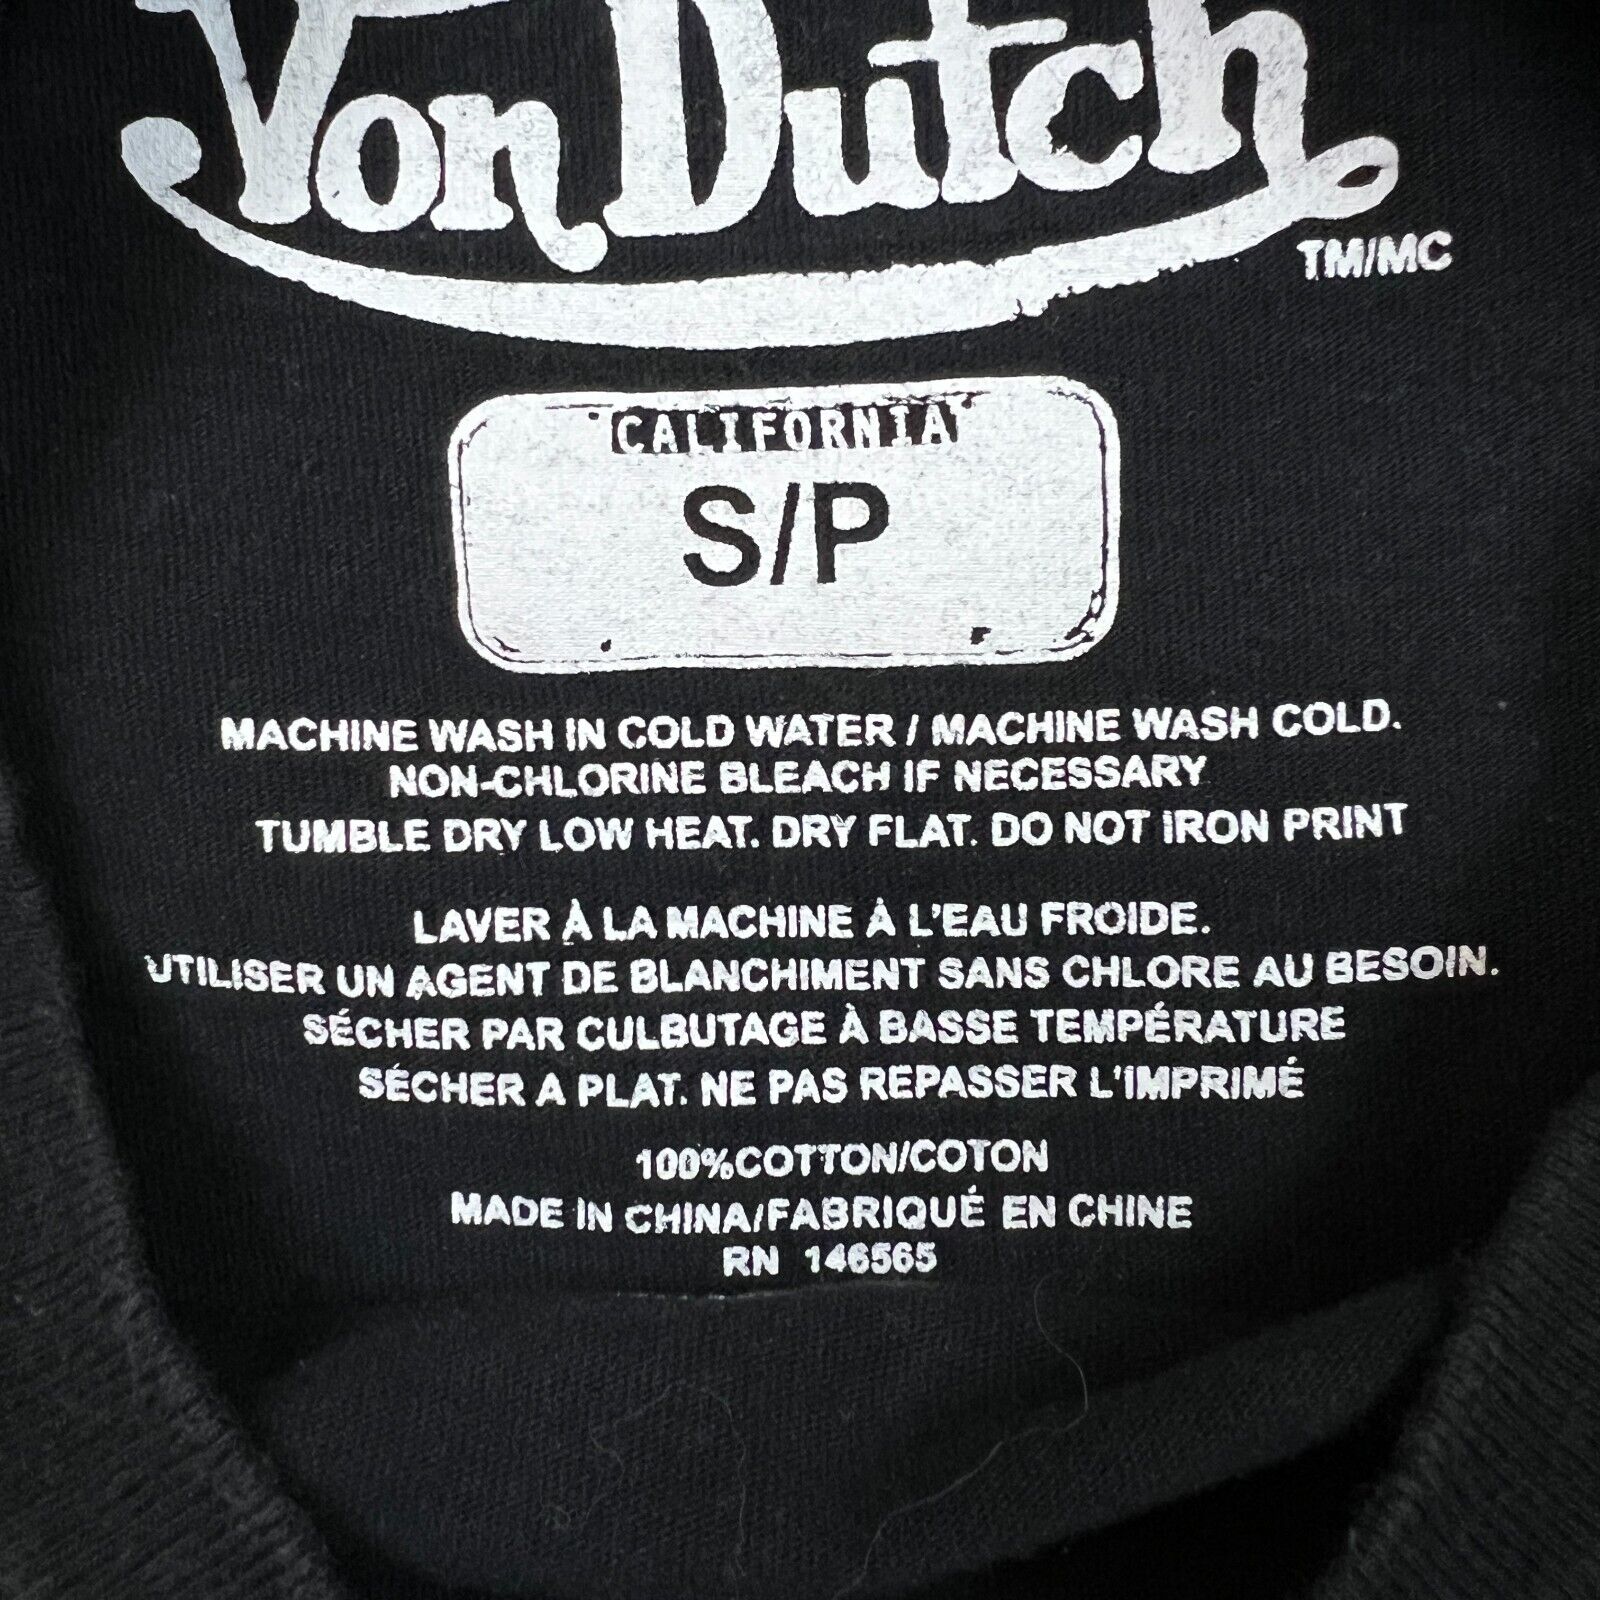 Von Dutch
TM/MC
CALIFORNIA
S/P
MACHINE WASH IN COLD WATER / MACHINE WASH COLD.
NON-CHLORINE BLEACH IF NECESSARY
TUMBLE DRY LOW HEAT. DRY FLAT. DO NOT IRON PRINT
LAVER À LA MACHINE À L'EAU FROIDE.
UTILISER UN AGENT DE BLANCHIMENT SANS CHLORE AU BESOIN.
SÉCHER PAR CULBUTAGE À BASSE TEMPÉRATURE
SÉCHER A PLAT. NE PAS REPASSER L'IMPRIMÉ
100%COTTON/COTON
MADE IN CHINA/FABRIQUÉ EN CHINE
RN 146565